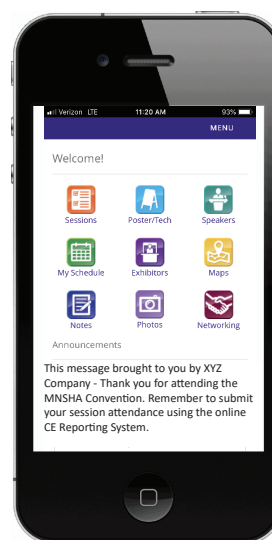 Verizon LTE 11:20 AM 93%
MENU
Welcome!
Sessions Poster/Tech Speakers
My Schedule Exhibitors Maps
Notes Photos Networking
Announcements
This message brought to you by XYZ
Company - Thank you for attending the
MNSHA Convention. Remember to submit
your session attendance using the online
CE Reporting System.